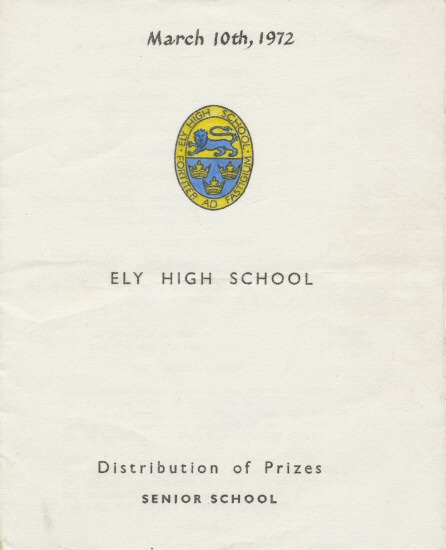 March 10th, 1972
· ELY HIGH SCHOOL ·
FORTITER AD FASTIGIUM
ELY HIGH SCHOOL
Distribution of Prizes
SENIOR SCHOOL